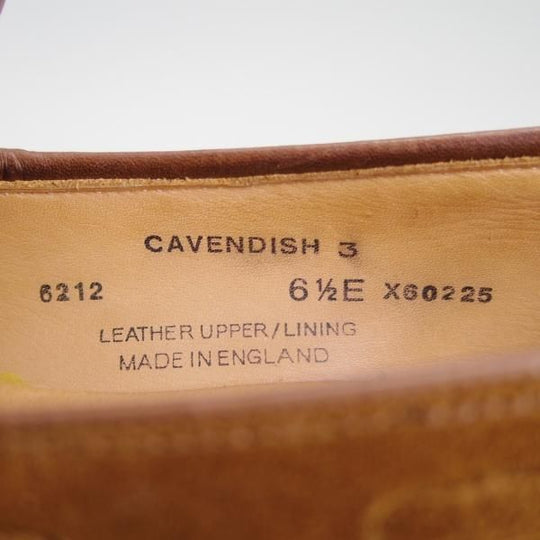 CAVENDISH 3
6212 6½E X60225
LEATHER UPPER/LINING
MADE IN ENGLAND